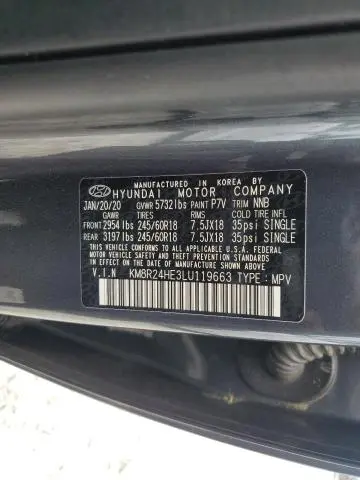 MANUFACTURED IN KOREA BY
HYUNDAI MOTOR COMPANY
JAN/20/20 GVWR 5732 lbs PAINT P7V TRIM NNB
GAWR TIRES RIMS COLD TIRE INFL
FRONT 2954 lbs 245/60R18 7.5JX18 35psi SINGLE
REAR 3197 lbs 245/60R18 7.5JX18 35psi SINGLE
THIS VEHICLE CONFORMS TO ALL APPLICABLE U.S.A. FEDERAL
MOTOR VEHICLE SAFETY AND THEFT PREVENTION STANDARDS
IN EFFECT ON THE DATE OF MANUFACTURE SHOWN ABOVE.
V.I.N KM8R24HE3LU119663 TYPE : MPV